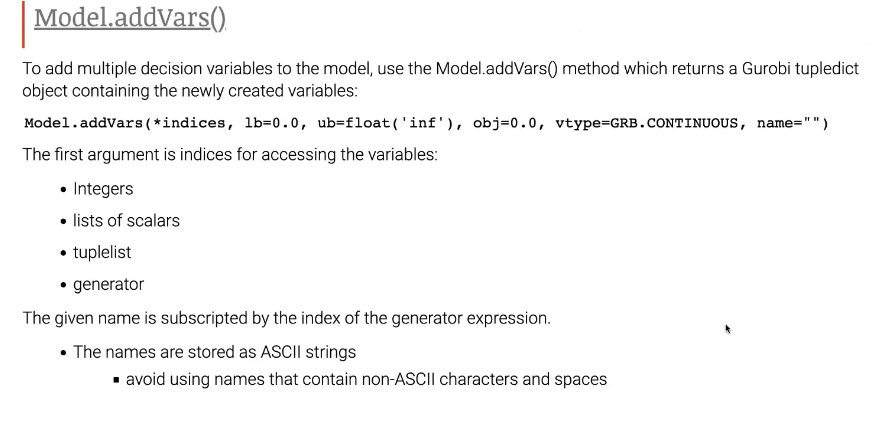 Model.addVars()
To add multiple decision variables to the model, use the Model.addVars() method which returns a Gurobi tupledict
object containing the newly created variables:
Model.addVars(*indices, lb=0.0, ub=float('inf'), obj=0.0, vtype=GRB.CONTINUOUS, name="")
The first argument is indices for accessing the variables:
• Integers
• lists of scalars
• tuplelist
• generator
The given name is subscripted by the index of the generator expression.
• The names are stored as ASCII strings
▪ avoid using names that contain non-ASCII characters and spaces